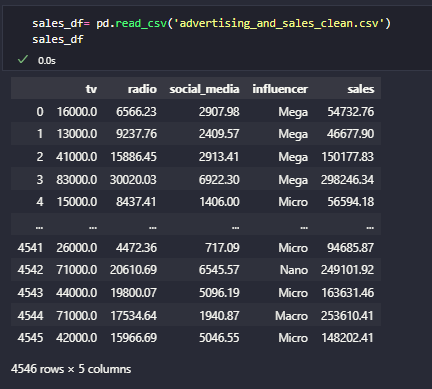 sales_df= pd.read_csv('advertising_and_sales_clean.csv')
sales_df
0.0s
tv radio social_media influencer sales
0 16000.0 6566.23 2907.98 Mega 54732.76
1 13000.0 9237.76 2409.57 Mega 46677.90
2 41000.0 15886.45 2913.41 Mega 150177.83
3 83000.0 30020.03 6922.30 Mega 298246.34
4 15000.0 8437.41 1406.00 Micro 56594.18
... ... ... ... ... ...
4541 26000.0 4472.36 717.09 Micro 94685.87
4542 71000.0 20610.69 6545.57 Nano 249101.92
4543 44000.0 19800.07 5096.19 Micro 163631.46
4544 71000.0 17534.64 1940.87 Macro 253610.41
4545 42000.0 15966.69 5046.55 Micro 148202.41
4546 rows × 5 columns